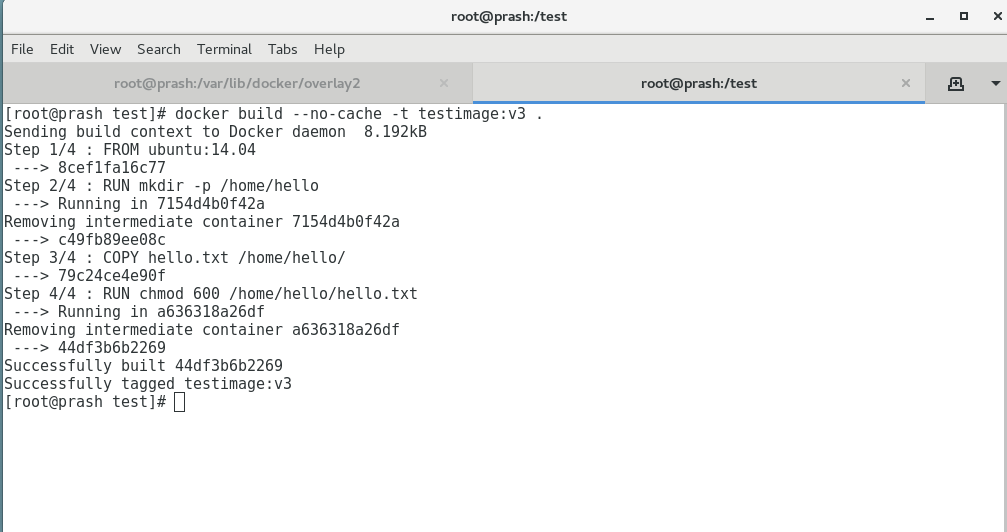 root@prash:/test
File Edit View Search Terminal Tabs Help
root@prash:/var/lib/docker/overlay2 root@prash:/test
[root@prash test]# docker build --no-cache -t testimage:v3 .
Sending build context to Docker daemon  8.192kB
Step 1/4 : FROM ubuntu:14.04
 ---> 8cef1fa16c77
Step 2/4 : RUN mkdir -p /home/hello
 ---> Running in 7154d4b0f42a
Removing intermediate container 7154d4b0f42a
 ---> c49fb89ee08c
Step 3/4 : COPY hello.txt /home/hello/
 ---> 79c24ce4e90f
Step 4/4 : RUN chmod 600 /home/hello/hello.txt
 ---> Running in a636318a26df
Removing intermediate container a636318a26df
 ---> 44df3b6b2269
Successfully built 44df3b6b2269
Successfully tagged testimage:v3
[root@prash test]#